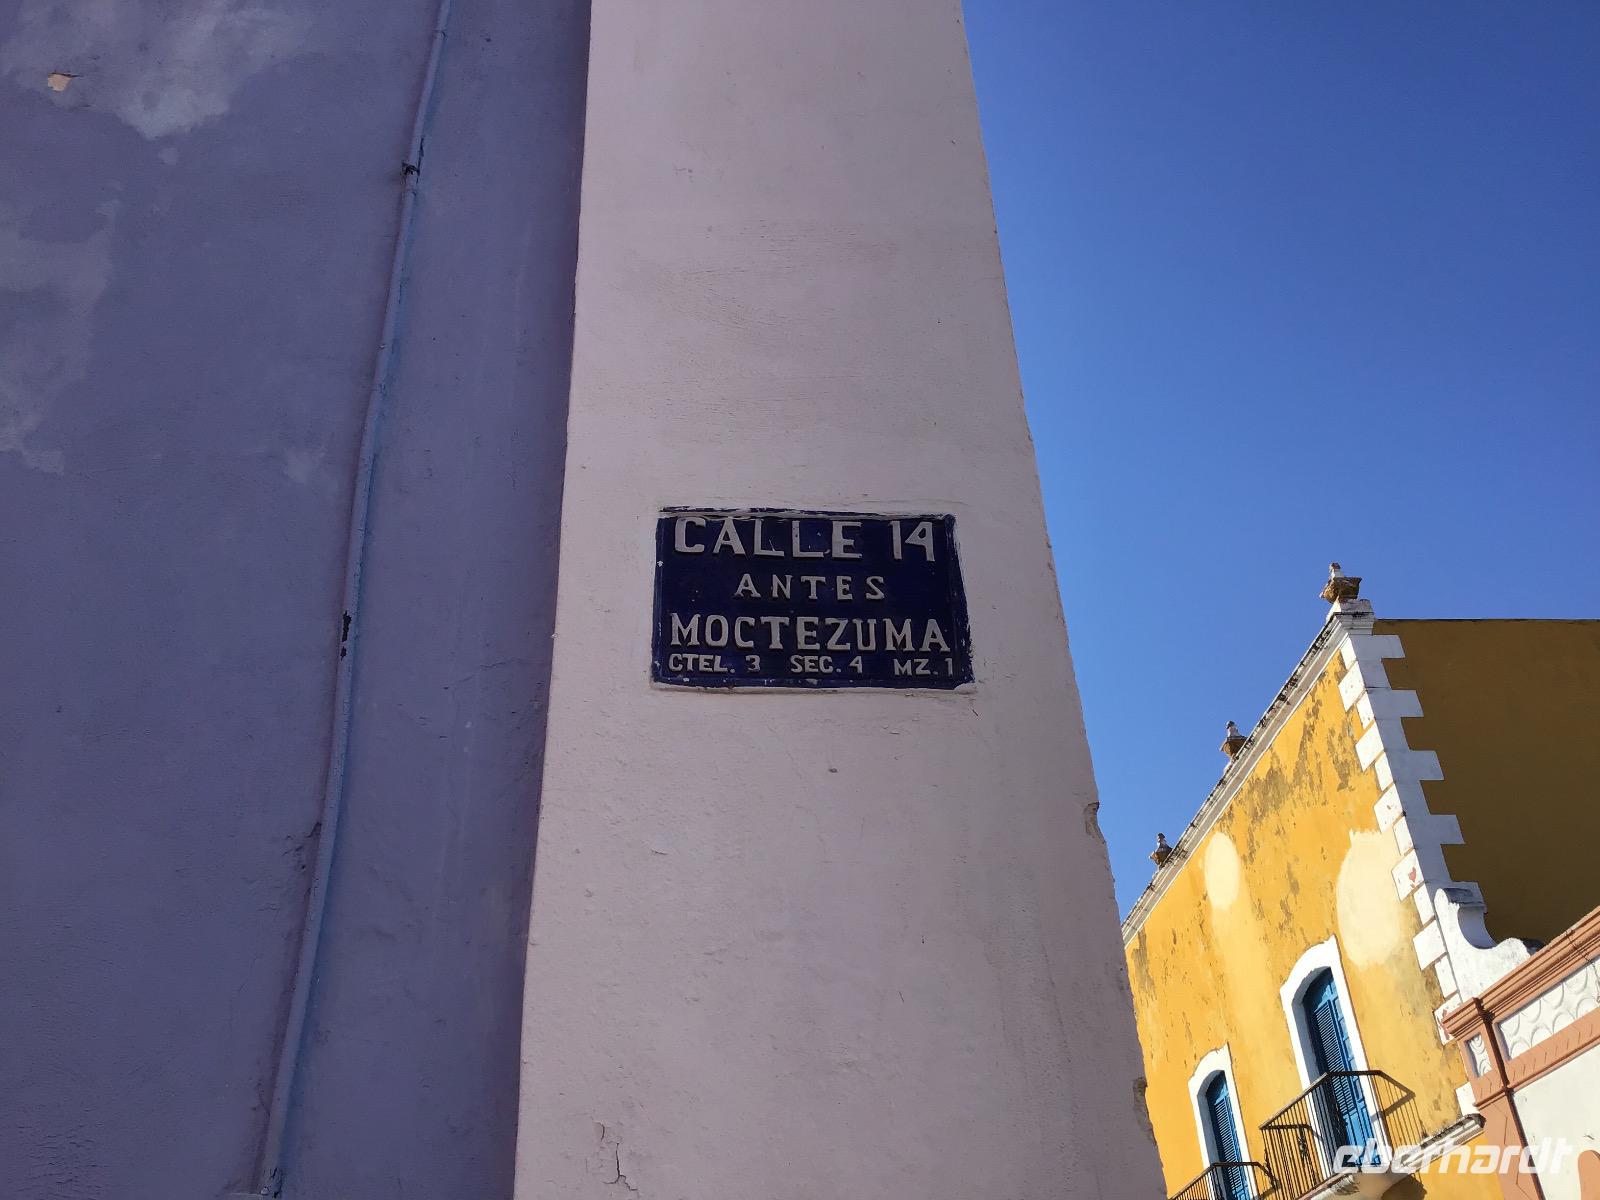 CALLE 14
ANTES
MOCTEZUMA
CTEL. 3 SEC. 4 MZ. 1
eberhardt